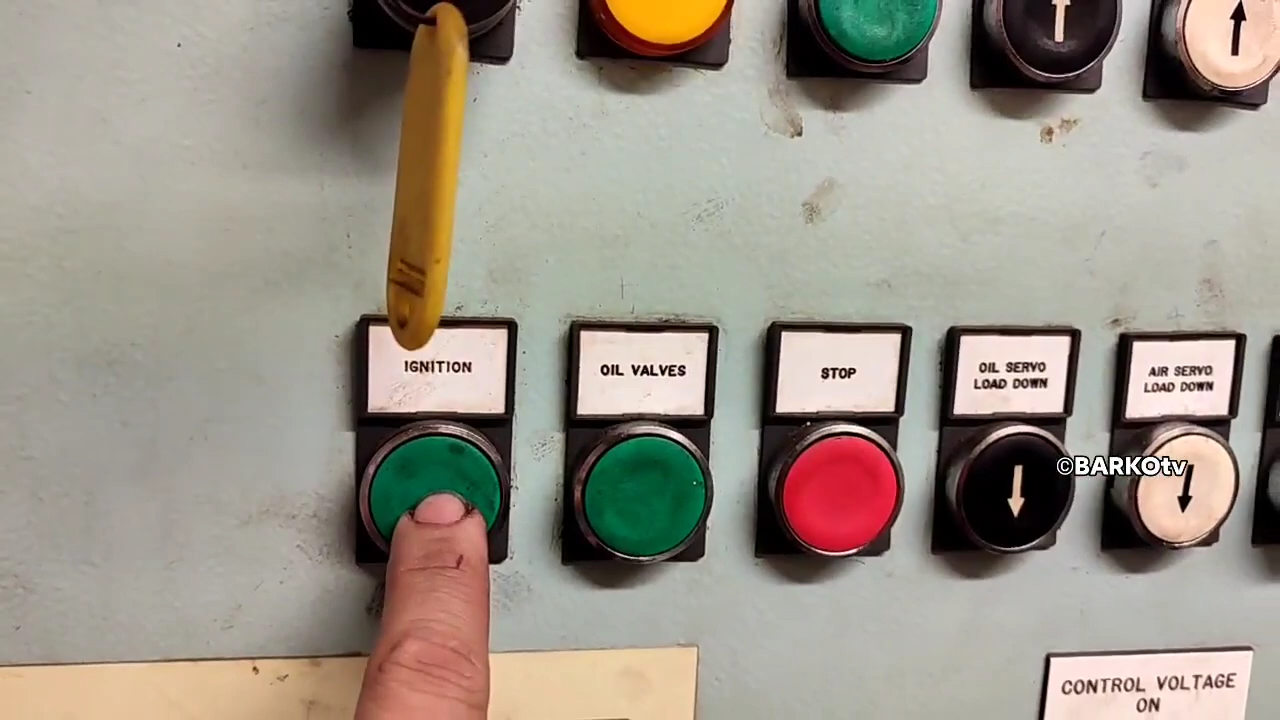 IGNITION
OIL VALVES
STOP
OIL SERVO
LOAD DOWN
AIR SERVO
LOAD DOWN
©BARKOtv
CONTROL VOLTAGE
ON